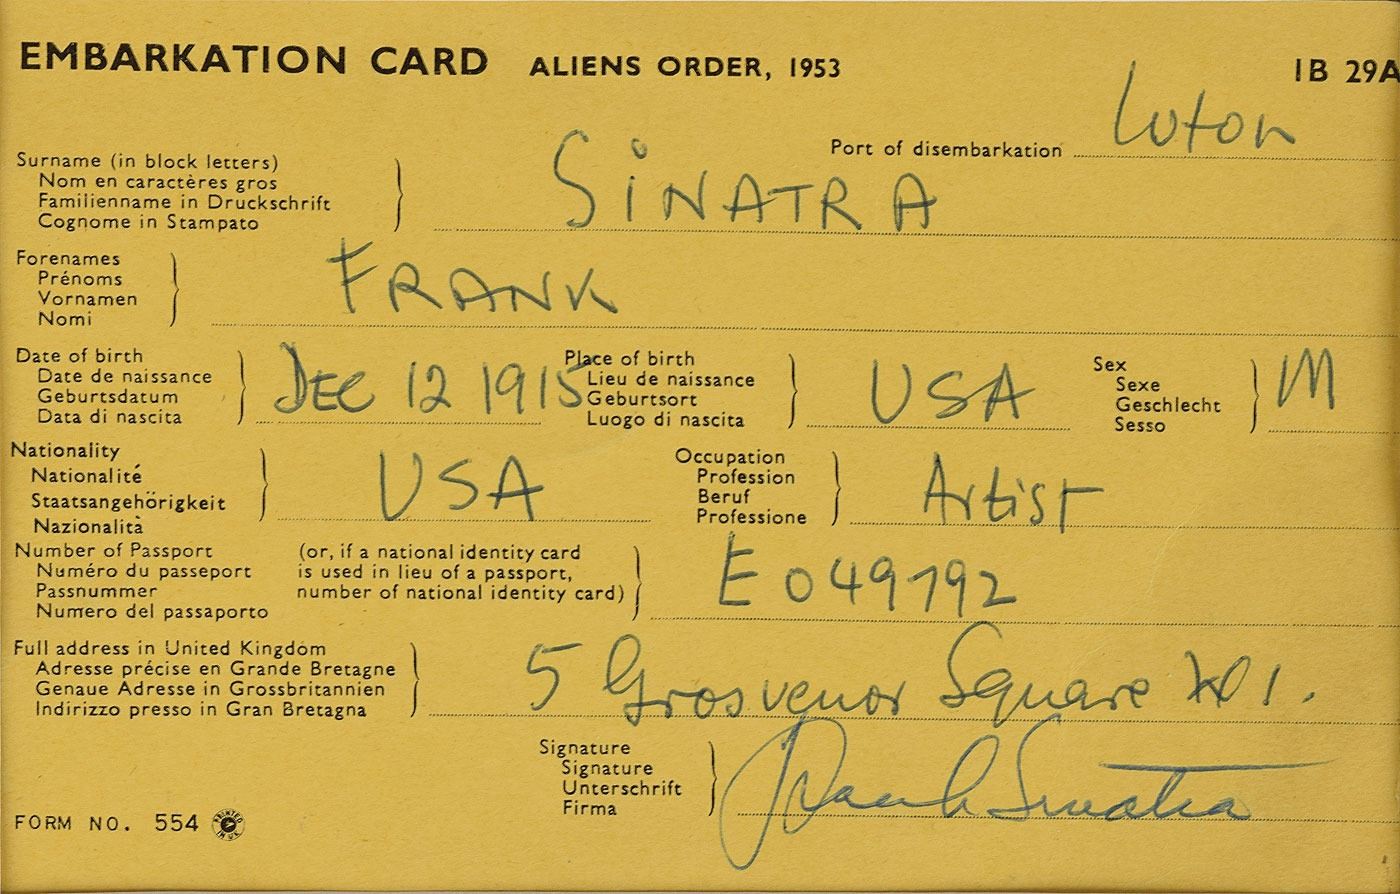 EMBARKATION CARD ALIENS ORDER, 1953 IB 29A
Port of disembarkation Luton
Surname (in block letters) SiNATRA
Nom en caractères gros
Familienname in Druckschrift
Cognome in Stampato
Forenames FRANK
Prénoms
Vornamen
Nomi
Date of birth DEC 12 1915
Date de naissance
Geburtsdatum
Data di nascita
Place of birth USA
Lieu de naissance
Geburtsort
Luogo di nascita
Sex M
Sexe
Geschlecht
Sesso
Nationality USA
Nationalité
Staatsangehörigkeit
Nazionalità
Occupation Artist
Profession
Beruf
Professione
Number of Passport (or, if a national identity card E 049792
Numéro du passeport is used in lieu of a passport,
Passnummer number of national identity card)
Numero del passaporto
Full address in United Kingdom 5 Grosvenor Square W1.
Adresse précise en Grande Bretagne
Genaue Adresse in Grossbritannien
Indirizzo presso in Gran Bretagna
Signature Frank Sinatra
Signature
Unterschrift
Firma
FORM NO. 554 PRINTED IN U.K.